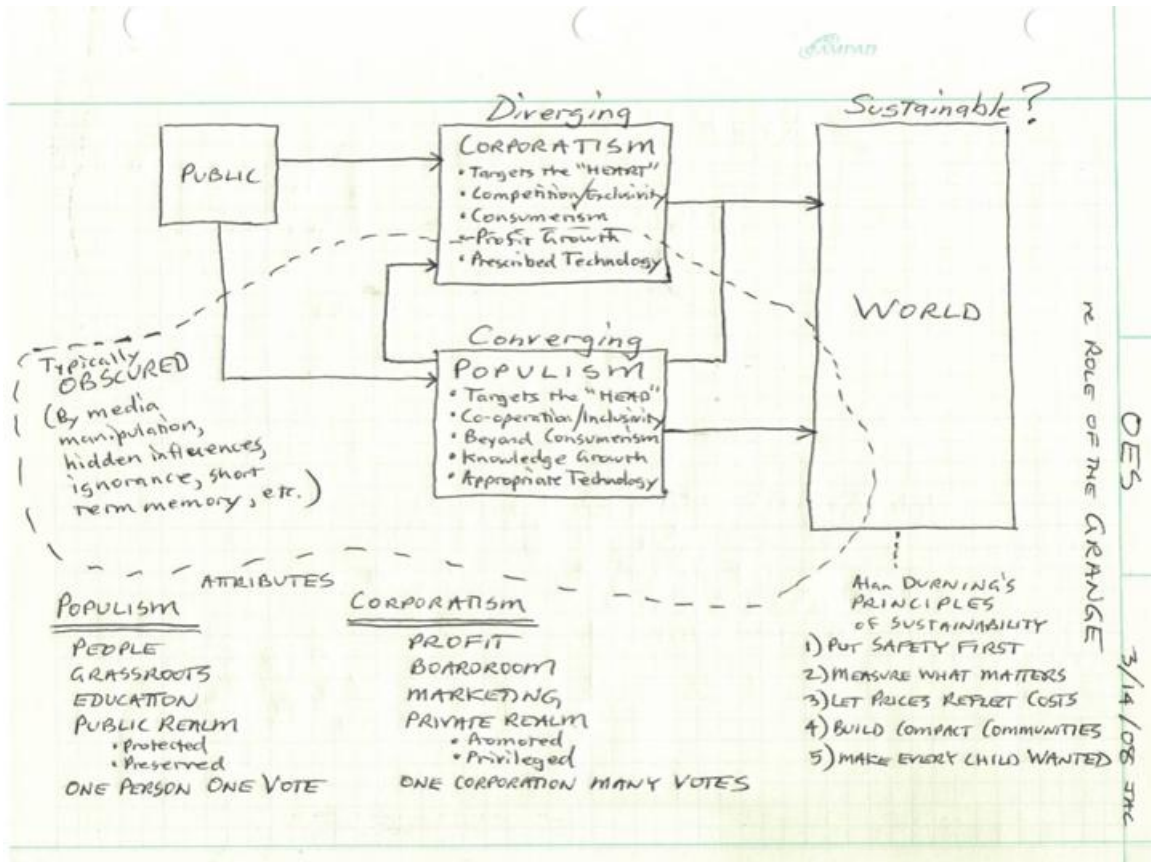 AMPAD
Diverging
Sustainable?
PUBLIC
CORPORATISM
• Targets the "HEART"
• Competition/Exclusivity
• Consumerism
• Profit Growth
• Prescribed Technology
WORLD
Converging
POPULISM
• Targets the "HEAD"
• Co-operation/Inclusivity
• Beyond Consumerism
• Knowledge Growth
• Appropriate Technology
Typically
OBSCURED
(By media
manipulation,
hidden influences,
ignorance, short
term memory, etc.)
ATTRIBUTES
POPULISM
PEOPLE
GRASSROOTS
EDUCATION
PUBLIC REALM
• Protected
• Preserved
ONE PERSON ONE VOTE
CORPORATISM
PROFIT
BOARDROOM
MARKETING
PRIVATE REALM
• Armored
• Privileged
ONE CORPORATION MANY VOTES
Alan DURNING'S
PRINCIPLES
OF SUSTAINABILITY
1) PUT SAFETY FIRST
2) MEASURE WHAT MATTERS
3) LET PRICES REFLECT COSTS
4) BUILD COMPACT COMMUNITIES
5) MAKE EVERY CHILD WANTED
re ROLE OF THE GRANGE
OES 3/14/08 JMC